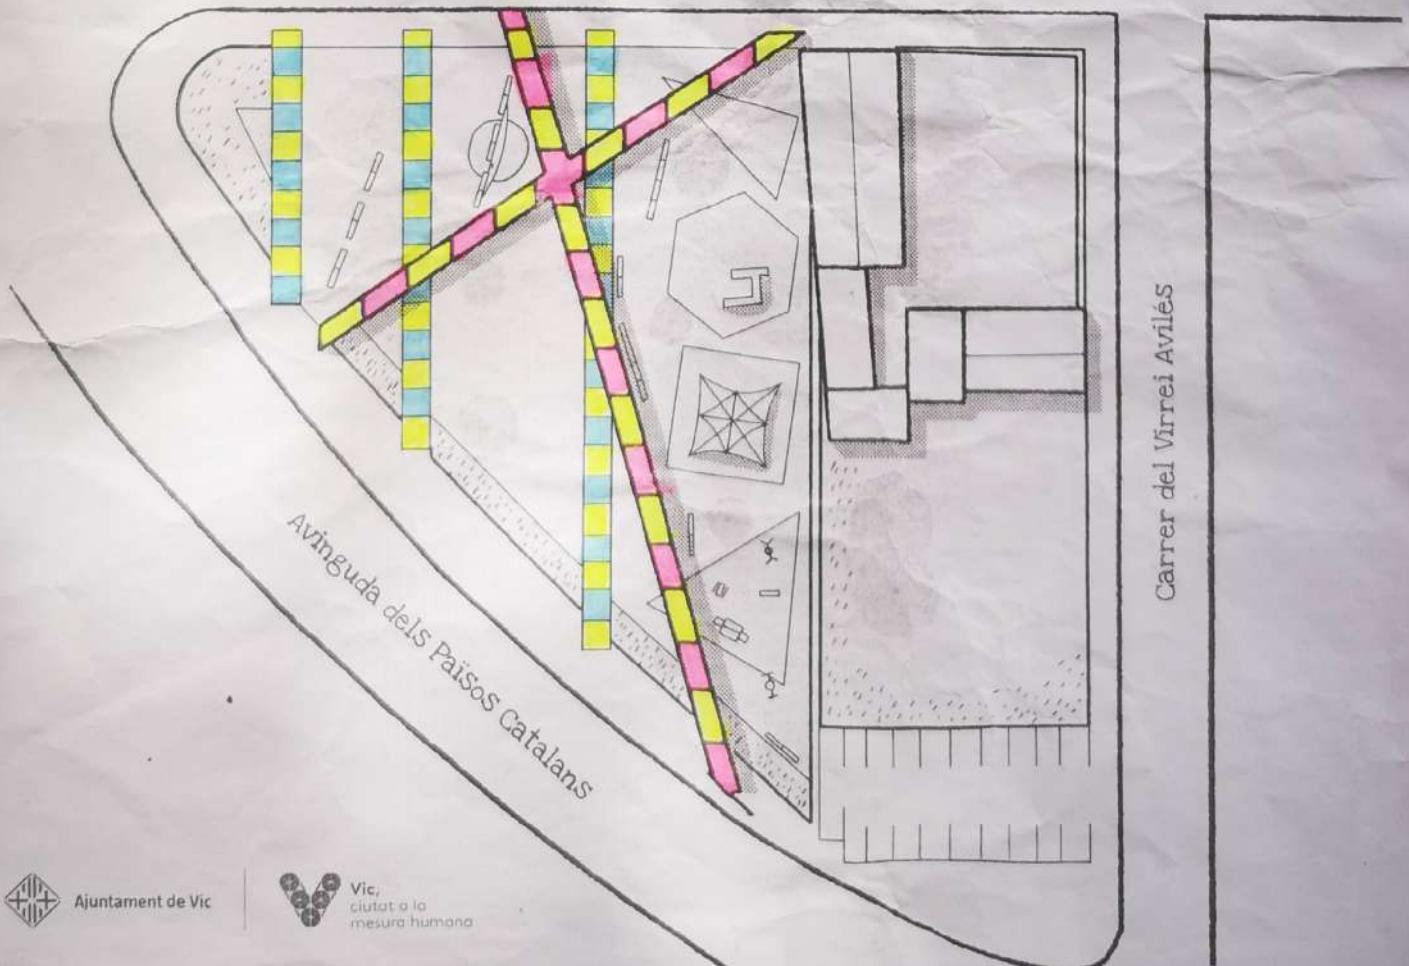 Avinguda dels Països Catalans
Carrer del Virrei Avilés
Ajuntament de Vic
Vic,
ciutat a la
mesura humana